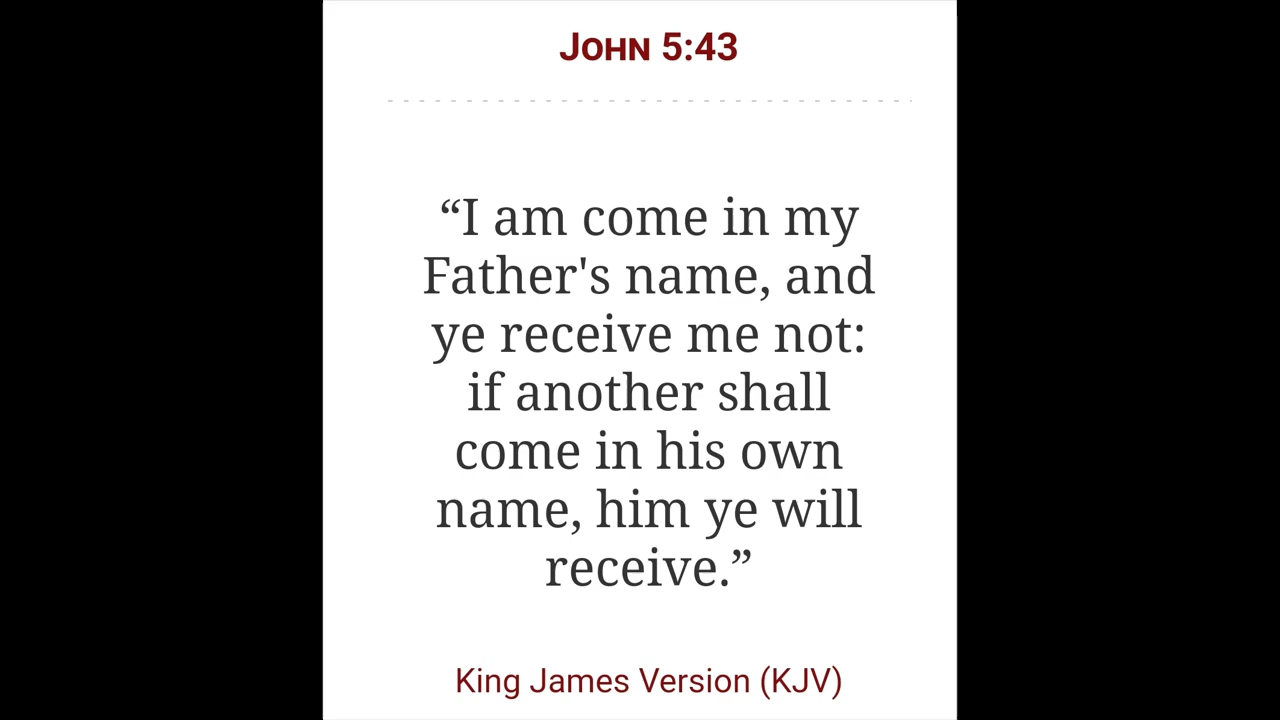 John 5:43
“I am come in my
Father's name, and
ye receive me not:
if another shall
come in his own
name, him ye will
receive.”
King James Version (KJV)